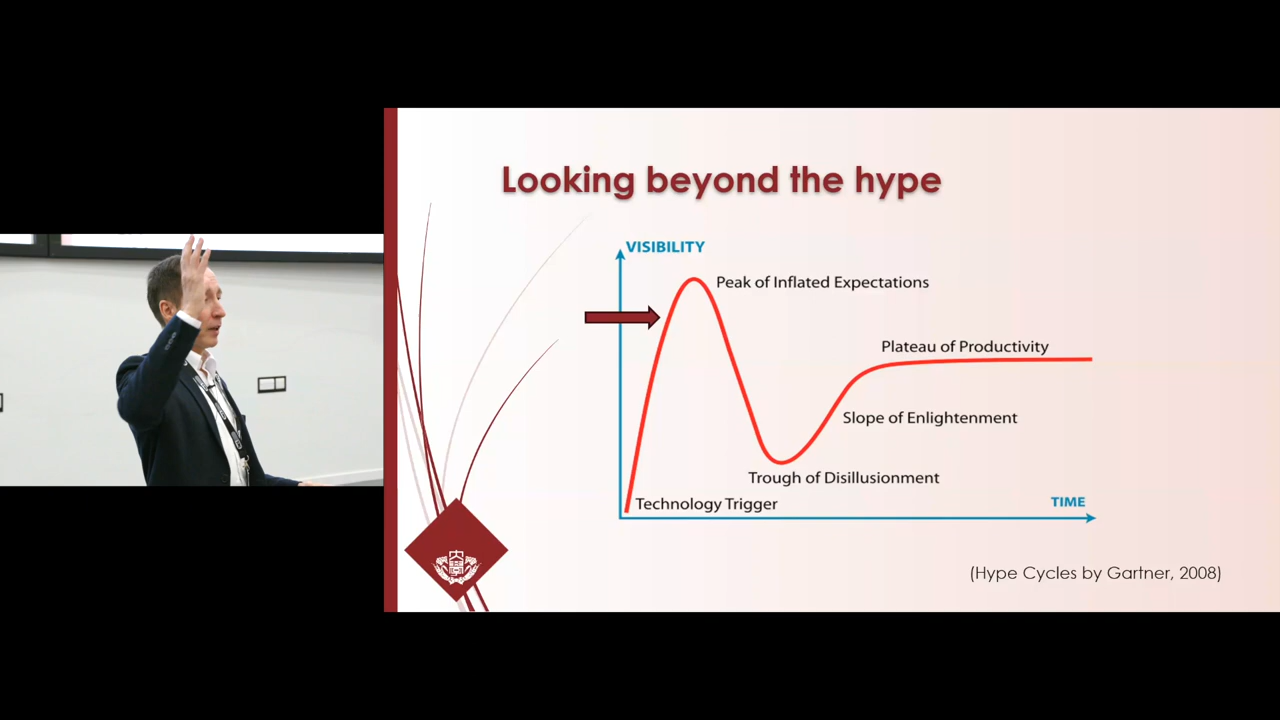 Looking beyond the hype
VISIBILITY
Peak of Inflated Expectations
Plateau of Productivity
Slope of Enlightenment
Trough of Disillusionment
Technology Trigger
TIME
(Hype Cycles by Gartner, 2008)